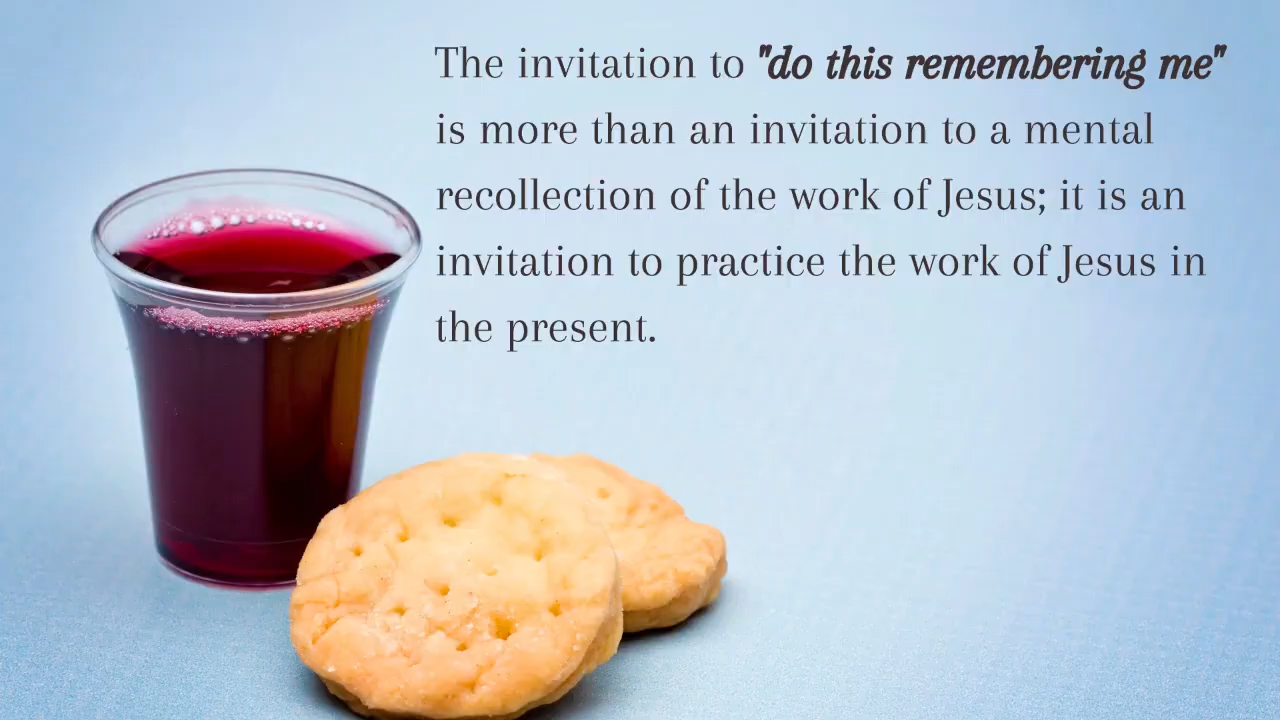 The invitation to "do this remembering me"
is more than an invitation to a mental
recollection of the work of Jesus; it is an
invitation to practice the work of Jesus in
the present.